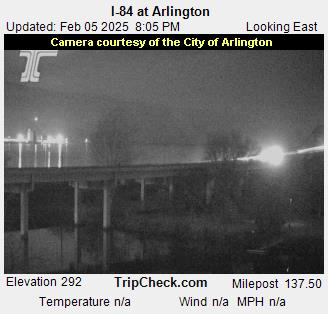 I-84 at Arlington
Updated: Feb 05 2025 8:05 PM Looking East
Camera courtesy of the City of Arlington
Elevation 292 TripCheck.com Milepost 137.50
Temperature n/a Wind n/a MPH n/a